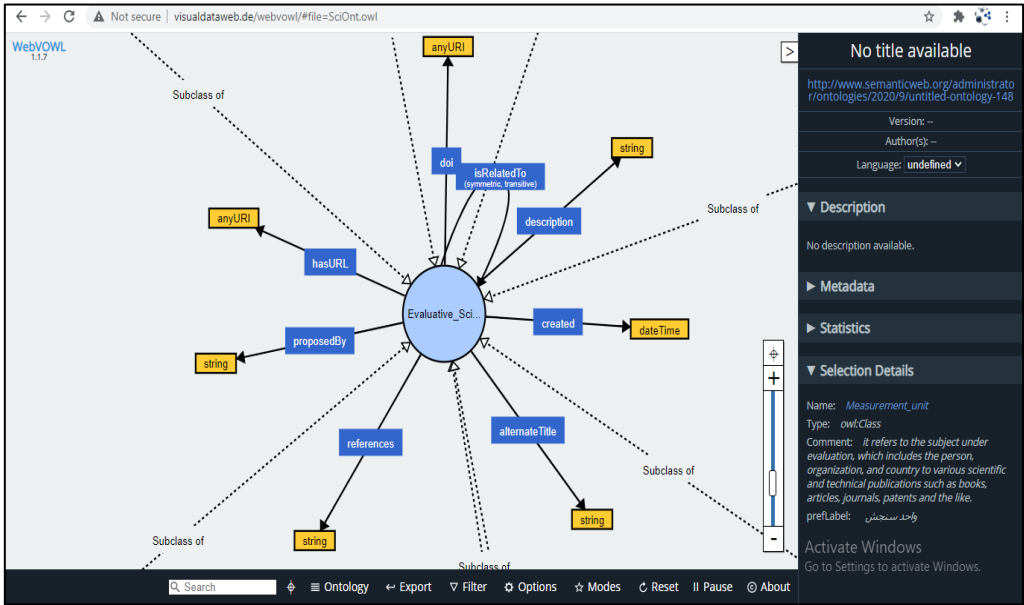 Not secure | visualdataweb.de/webvowl/#file=SciOnt.owl
WebVOWL
1.1.7
anyURI
Subclass of
string
doi
isRelatedTo
(symmetric, transitive)
Subclass of
anyURI
description
hasURL
Evaluative_Sci...
created
dateTime
proposedBy
string
alternateTitle
references
Subclass of
string
Subclass of
string
Subclass of
>
+
-
Search
Ontology
Export
Filter
Options
Modes
Reset
Pause
About
No title available
http://www.semanticweb.org/administrato
r/ontologies/2020/9/untitled-ontology-148
Version: --
Author(s): --
Language: undefined
Description
No description available.
Metadata
Statistics
Selection Details
Name: Measurement_unit
Type: owl:Class
Comment: it refers to the subject under
evaluation, which includes the person,
organization, and country to various scientific
and technical publications such as books,
articles, journals, patents and the like.
prefLabel: واحد سنجش
Activate Windows
Go to Settings to activate Windows.